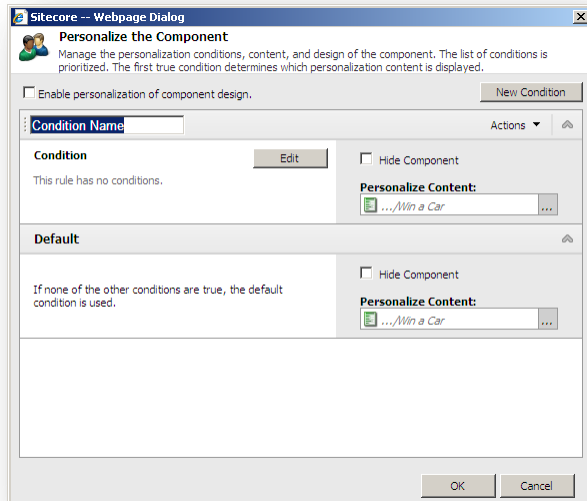 Sitecore -- Webpage Dialog
Personalize the Component
Manage the personalization conditions, content, and design of the component. The list of conditions is
prioritized. The first true condition determines which personalization content is displayed.
Enable personalization of component design.
New Condition
Condition Name
Actions
Condition
Edit
Hide Component
This rule has no conditions.
Personalize Content:
.../Win a Car
...
Default
Hide Component
If none of the other conditions are true, the default
condition is used.
Personalize Content:
.../Win a Car
...
OK
Cancel